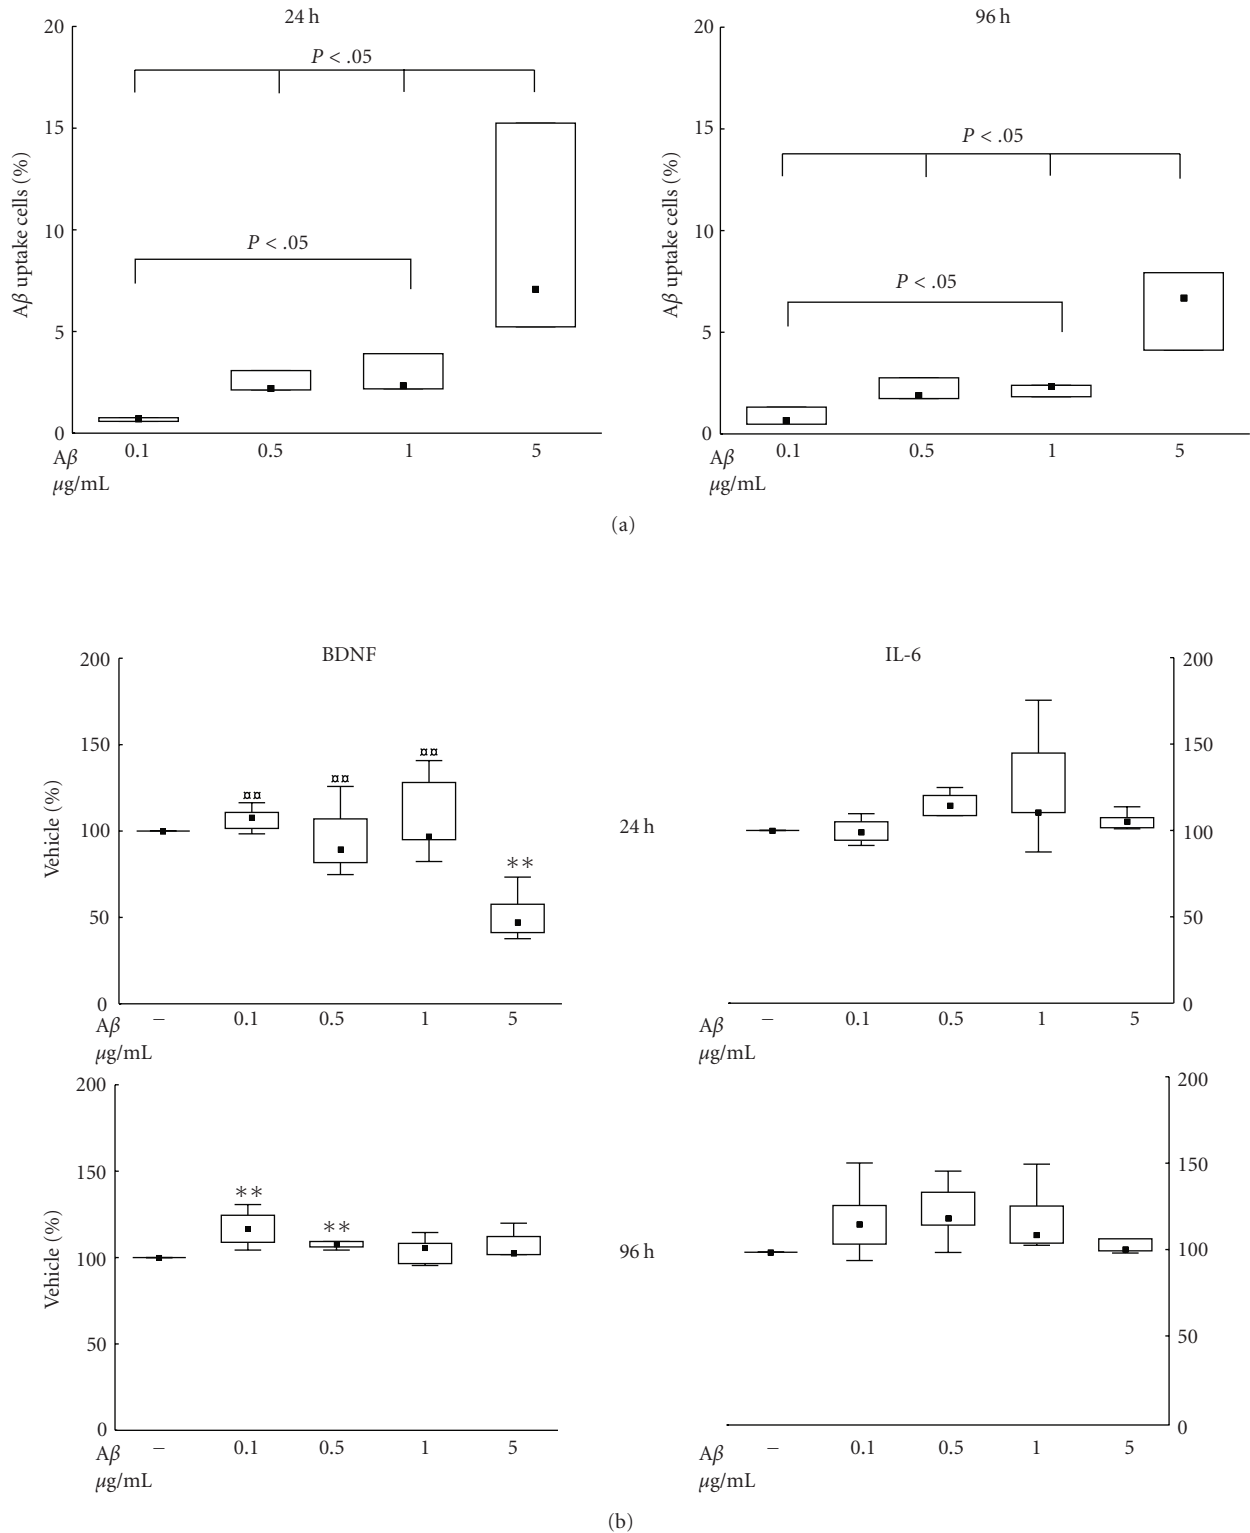 24 h
20
15
10
5
0
Aβ uptake cells (%)
P < .05
P < .05
Aβ 0.1 0.5 1 5
μg/mL
96 h
20
15
10
5
0
Aβ uptake cells (%)
P < .05
P < .05
Aβ 0.1 0.5 1 5
μg/mL
(a)
BDNF
200
150
100
50
0
Vehicle (%)
¤¤ ¤¤ ¤¤ **
Aβ − 0.1 0.5 1 5
μg/mL
24 h
IL-6
200
150
100
50
0
Aβ − 0.1 0.5 1 5
μg/mL
200
150
100
50
0
Vehicle (%)
** **
Aβ − 0.1 0.5 1 5
μg/mL
96 h
200
150
100
50
0
Aβ − 0.1 0.5 1 5
μg/mL
(b)